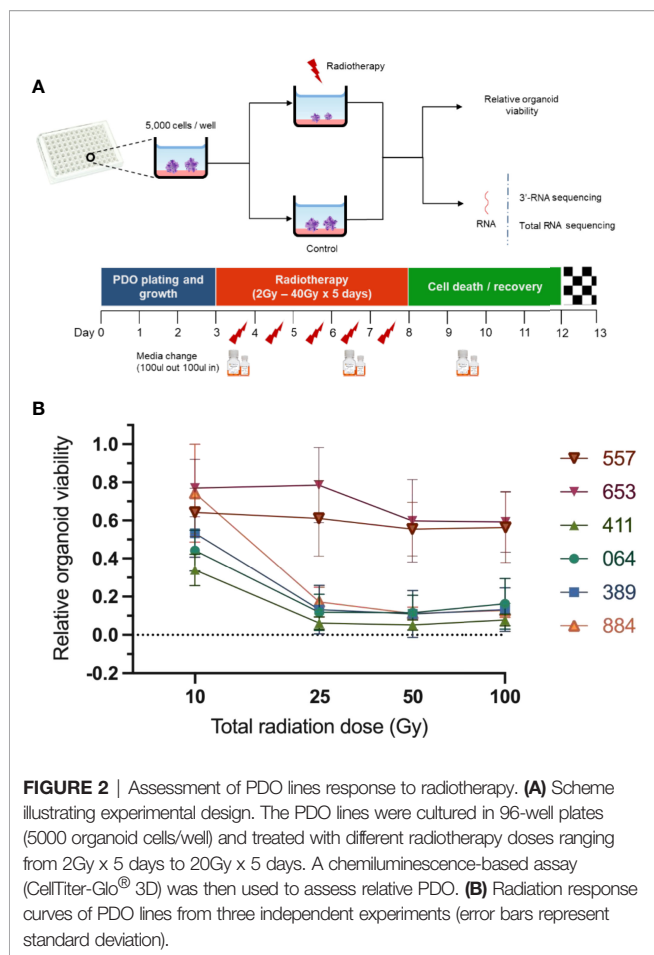 A
Radiotherapy
5,000 cells / well
Relative organoid
viability
3'-RNA sequencing
RNA
Total RNA sequencing
Control
PDO plating and
growth
Radiotherapy
(2Gy – 40Gy x 5 days)
Cell death / recovery
Day 0 1 2 3 4 5 6 7 8 9 10 11 12 13
Media change
(100ul out 100ul in)
B
Relative organoid viability
1.0
0.8
0.6
0.4
0.2
0.0
-0.2
10 25 50 100
Total radiation dose (Gy)
557
653
411
064
389
884
FIGURE 2 | Assessment of PDO lines response to radiotherapy. (A) Scheme
illustrating experimental design. The PDO lines were cultured in 96-well plates
(5000 organoid cells/well) and treated with different radiotherapy doses ranging
from 2Gy x 5 days to 20Gy x 5 days. A chemiluminescence-based assay
(CellTiter-Glo® 3D) was then used to assess relative PDO. (B) Radiation response
curves of PDO lines from three independent experiments (error bars represent
standard deviation).